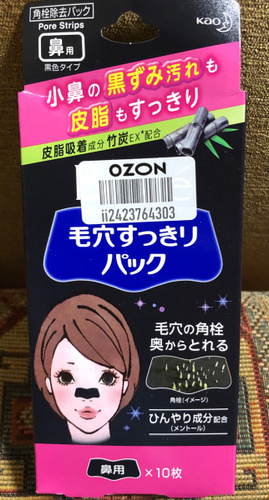 角栓除去パック
Pore Strips
鼻用
黒色タイプ
Kao
小鼻の黒ずみ汚れも
皮脂もすっきり
皮脂吸着成分 竹炭EX*配合
OZON
ii2423764303
毛穴すっきり
パック
毛穴の角栓
奥からとれる
角栓(イメージ)
ひんやり成分配合
(メントール)
鼻用 ×10枚